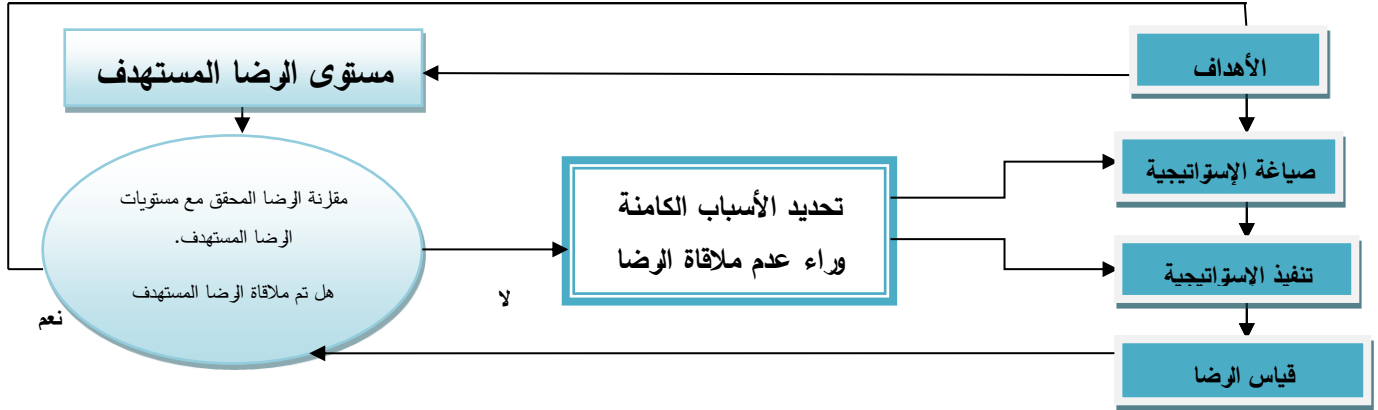 الأهداف
مستوى الرضا المستهدف
صياغة الإستراتيجية
مقارنة الرضا المحقق مع مستويات
الرضا المستهدف.
هل تم ملاقاة الرضا المستهدف
تحديد الأسباب الكامنة
وراء عدم ملاقاة الرضا
تنفيذ الإستراتيجية
لا
نعم
قياس الرضا